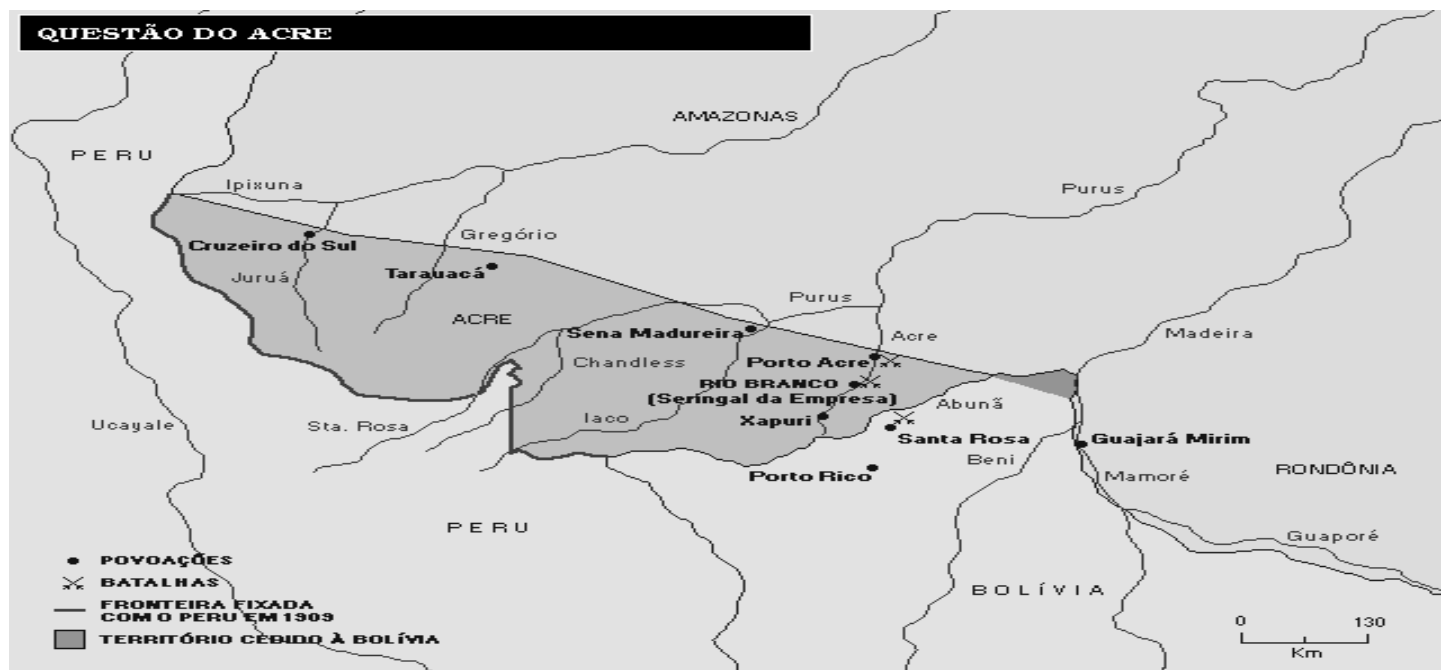 QUESTÃO DO ACRE
AMAZONAS
PERU
Ipixuna
Purus
Cruzeiro do Sul
Gregório
Juruá
Tarauacá
Purus
ACRE
Sena Madureira
Acre
Madeira
Chandless
Porto Acre
RIO BRANCO
(Seringal da Empresa)
Abunã
Ucayale
Sta. Rosa
Iaco
Xapuri
Santa Rosa
Guajará Mirim
Beni
Porto Rico
Mamoré
RONDÔNIA
PERU
Guaporé
BOLÍVIA
POVOAÇÕES
BATALHAS
FRONTEIRA FIXADA
COM O PERU EM 1909
TERRITÓRIO CEDIDO À BOLÍVIA
0 130
Km